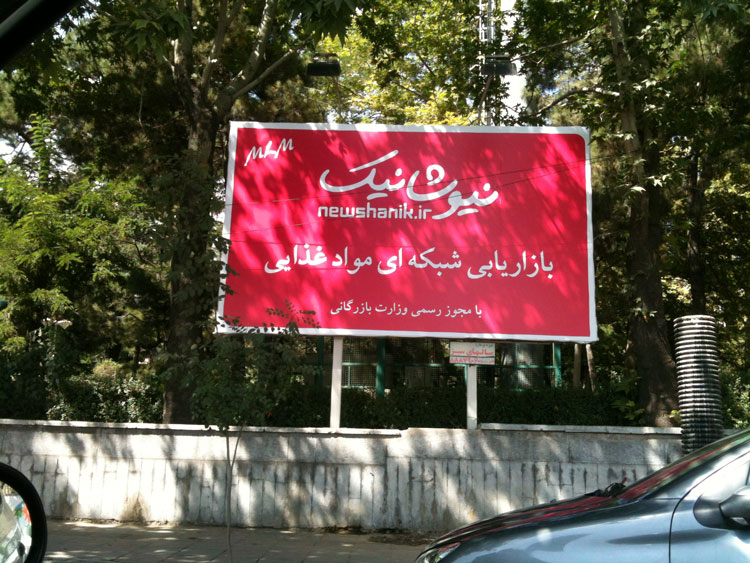 MLM
نیوشانیک
newshanik.ir
بازاریابی شبکه ای مواد غذایی
با مجوز رسمی وزارت بازرگانی